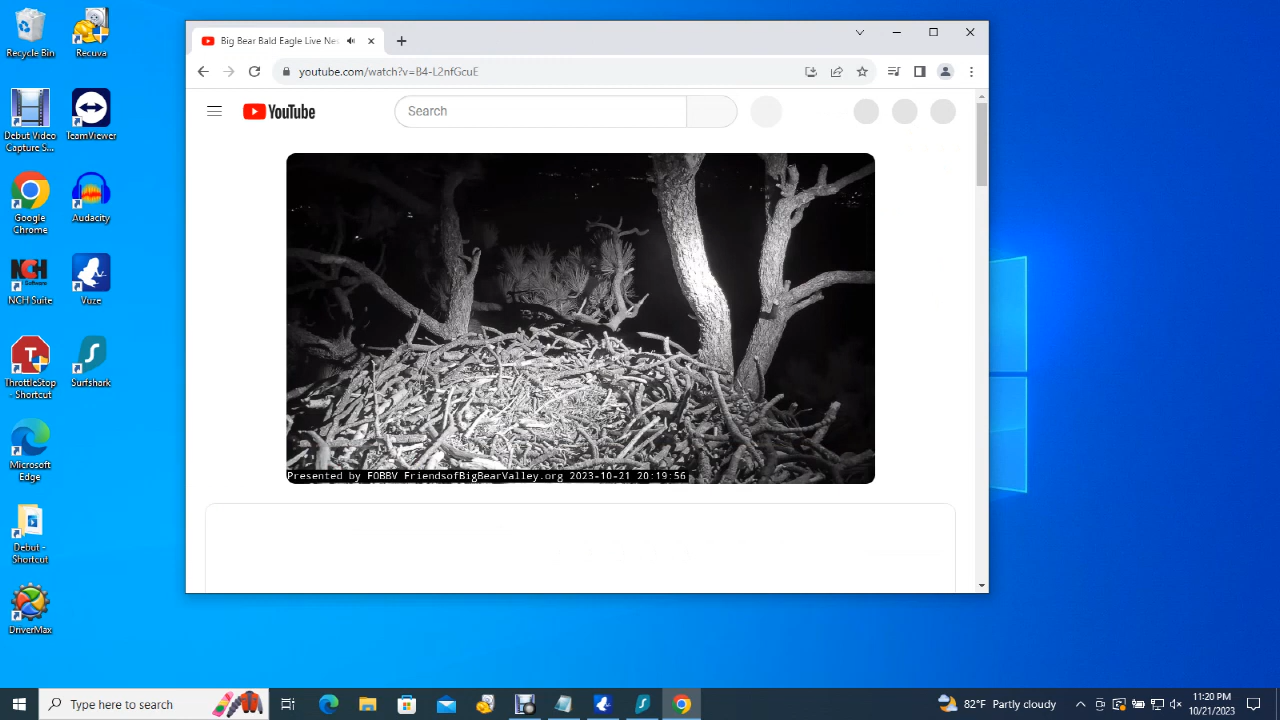 Recycle Bin
Recuva
Debut Video Capture S...
TeamViewer
Google Chrome
Audacity
NCH Suite
Vuze
ThrottleStop - Shortcut
Surfshark
Microsoft Edge
Debut - Shortcut
DriverMax
Big Bear Bald Eagle Live Nes
youtube.com/watch?v=B4-L2nfGcuE
YouTube
Search
Presented by FOBBV FriendsofBigBearValley.org 2023-10-21 20:19:56
Type here to search
82°F Partly cloudy
11:20 PM
10/21/2023